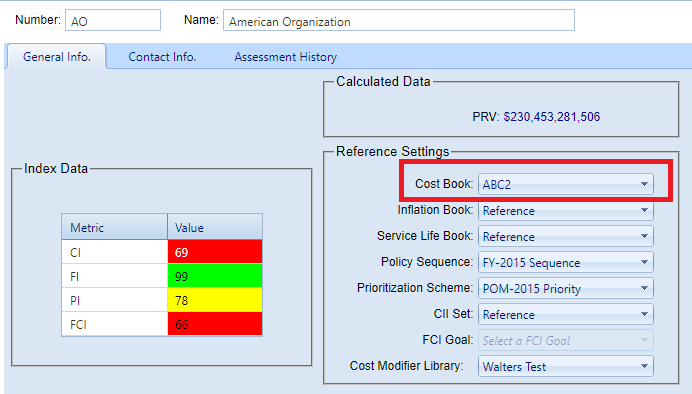 Number: AO Name: American Organization
General Info. Contact Info. Assessment History
Calculated Data
PRV: $230,453,281,506
Index Data
Metric Value
CI 69
FI 99
PI 78
FCI 66
Reference Settings
Cost Book: ABC2
Inflation Book: Reference
Service Life Book: Reference
Policy Sequence: FY-2015 Sequence
Prioritization Scheme: POM-2015 Priority
CII Set: Reference
FCI Goal: Select a FCI Goal
Cost Modifier Library: Walters Test